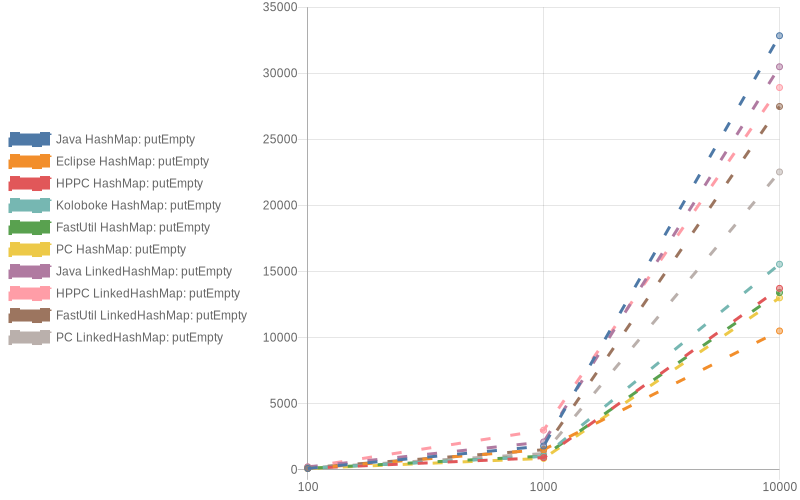 35000
30000
25000
20000
15000
10000
5000
0
100
1000
10000
Java HashMap: putEmpty
Eclipse HashMap: putEmpty
HPPC HashMap: putEmpty
Koloboke HashMap: putEmpty
FastUtil HashMap: putEmpty
PC HashMap: putEmpty
Java LinkedHashMap: putEmpty
HPPC LinkedHashMap: putEmpty
FastUtil LinkedHashMap: putEmpty
PC LinkedHashMap: putEmpty